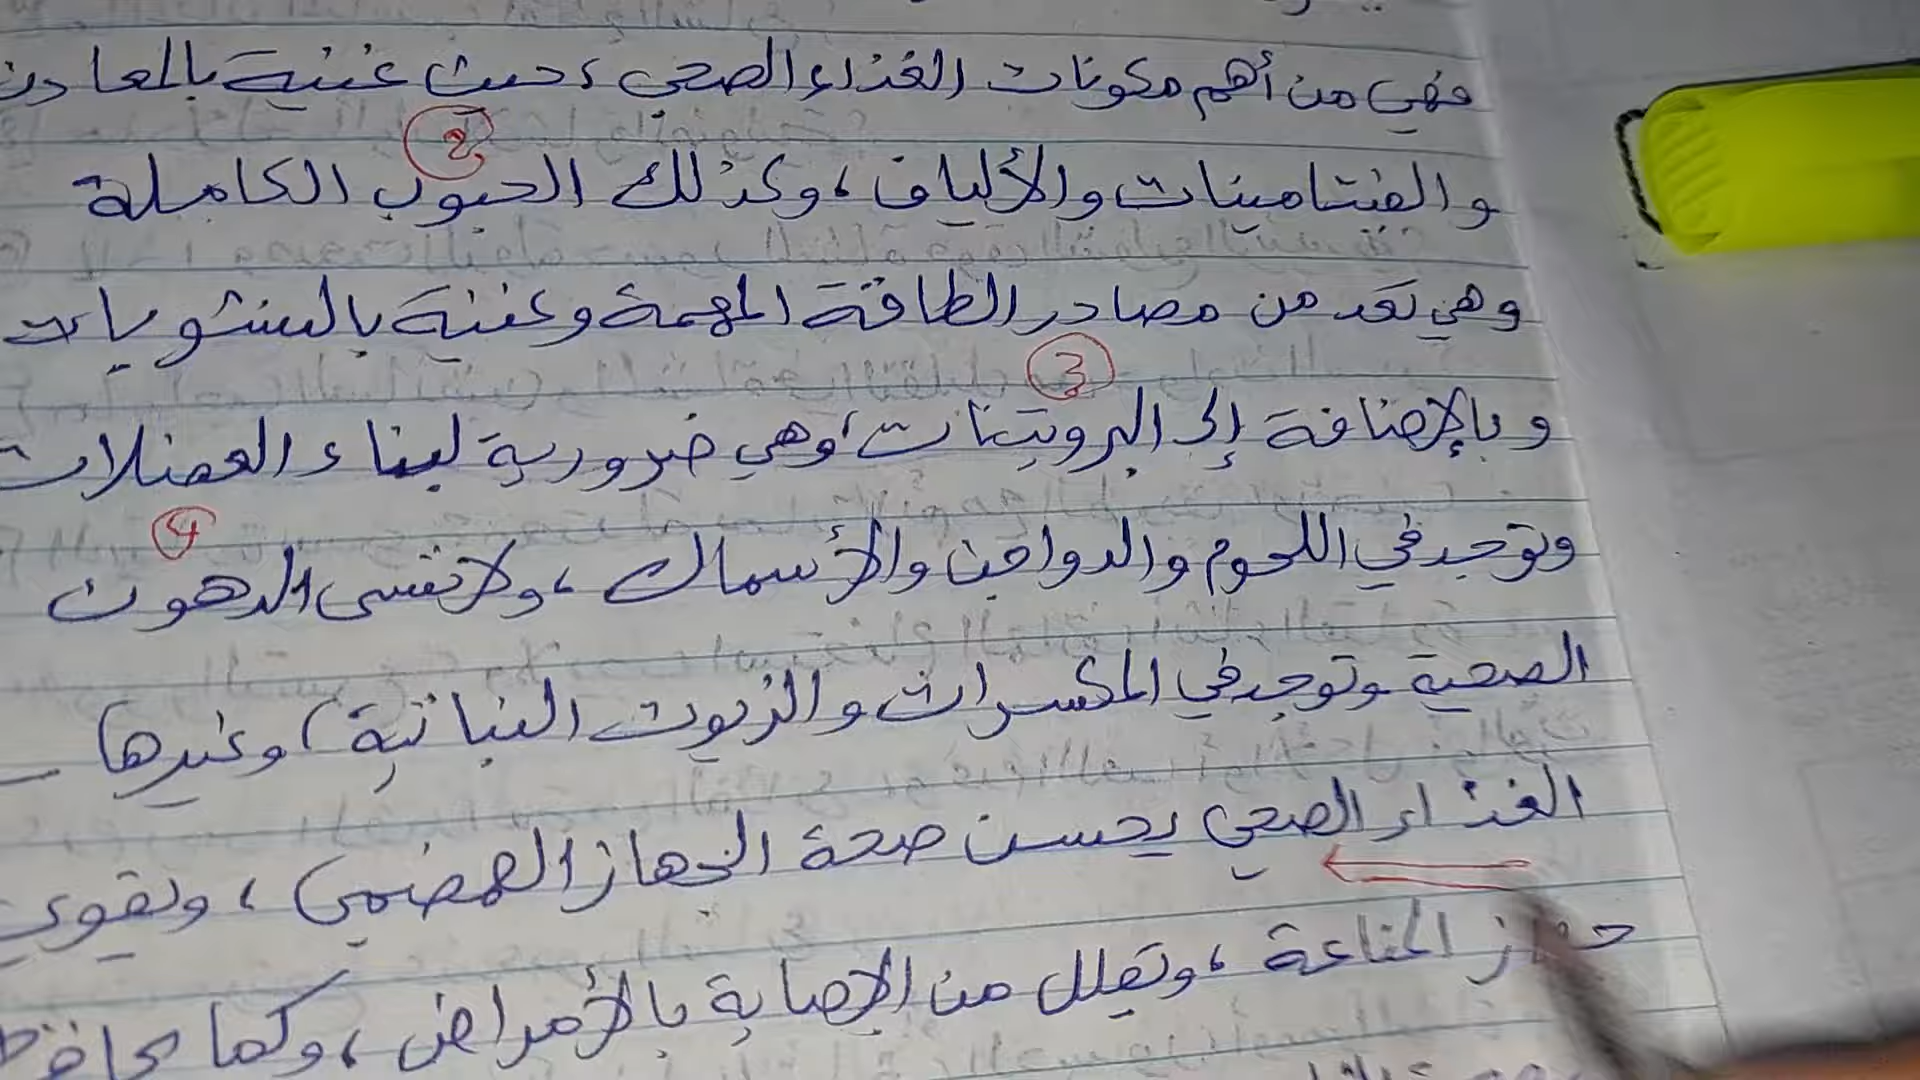 فهي من أهم مكونات الغذاء الصحي، حيث غنية بالمعادن
2
والفيتامينات والألياف، وكذلك الحبوب الكاملة
وهي تعد من مصادر الطاقة المهمة وغنية بالنشويات
3
وبالإضافة إلى البروتينات، وهي ضرورية لبناء العضلات
4
وتوجد في اللحوم والدواجن والأسماك، ولا ننسى الدهون
الصحية وتوجد في المكسرات والزيوت النباتية، وغيرها
الغذاء الصحي يحسن صحة الجهاز الهضمي، ويقوي
جهاز المناعة، ويقلل من الإصابة بالأمراض، وكما يحافظ